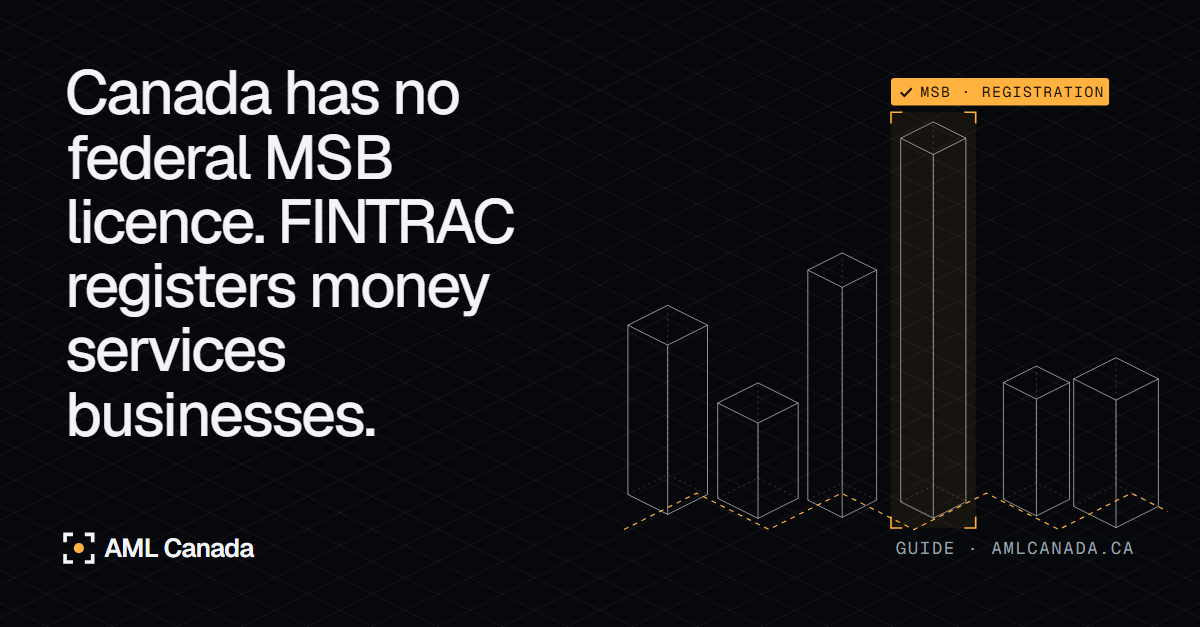 Canada has no
federal MSB
licence. FINTRAC
registers money
services
businesses.
MSB · REGISTRATION
AML Canada
GUIDE · AMLCANADA.CA